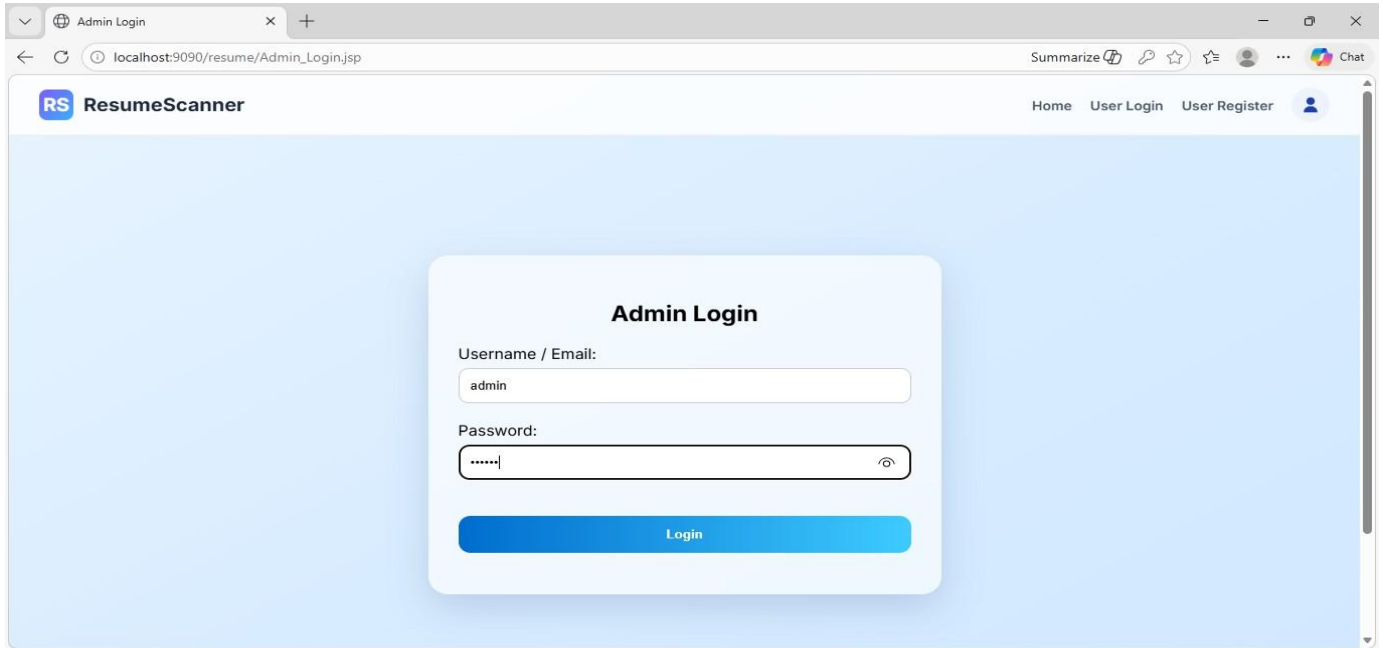 Admin Login
localhost:9090/resume/Admin_Login.jsp
Summarize
Chat
RS ResumeScanner
Home User Login User Register
Admin Login
Username / Email:
admin
Password:
••••••
Login